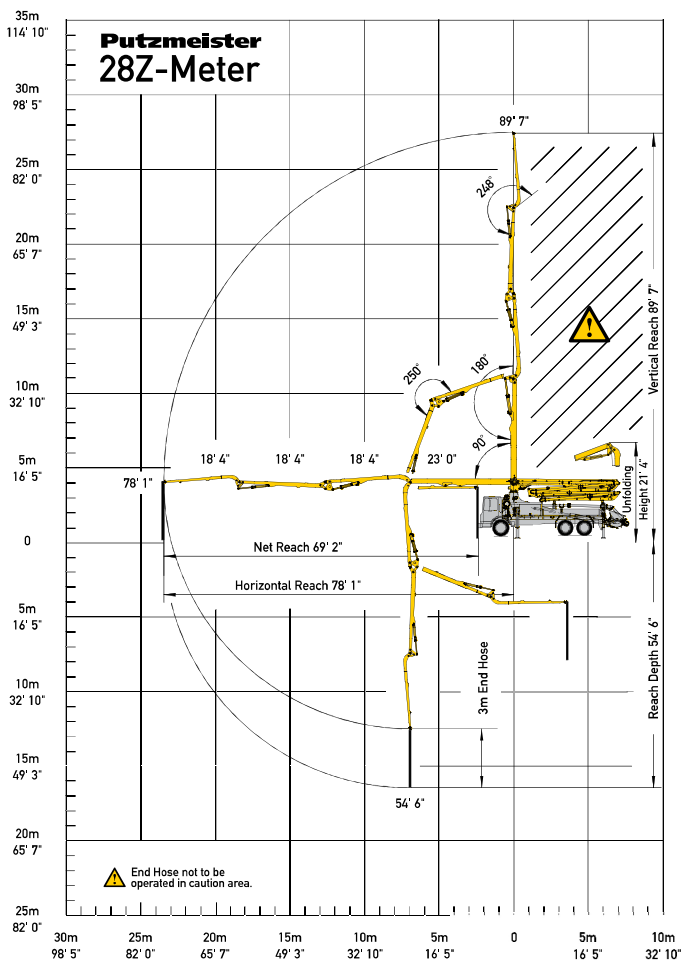 35m
114' 10"
Putzmeister
28Z-Meter
30m
98' 5"
89' 7"
25m
82' 0"
248°
20m
65' 7"
15m
49' 3"
Vertical Reach 89' 7"
10m
32' 10"
250°
180°
90°
5m
16' 5"
18' 4"
18' 4"
18' 4"
23' 0"
78' 1"
Unfolding
Height 21' 4"
0
Net Reach 69' 2"
Horizontal Reach 78' 1"
5m
16' 5"
3m End Hose
Reach Depth 54' 6"
10m
32' 10"
15m
49' 3"
54' 6"
20m
65' 7"
End Hose not to be
operated in caution area.
25m
82' 0"
30m 25m 20m 15m 10m 5m 0 5m 10m
98' 5" 82' 0" 65' 7" 49' 3" 32' 10" 16' 5" 16' 5" 32' 10"